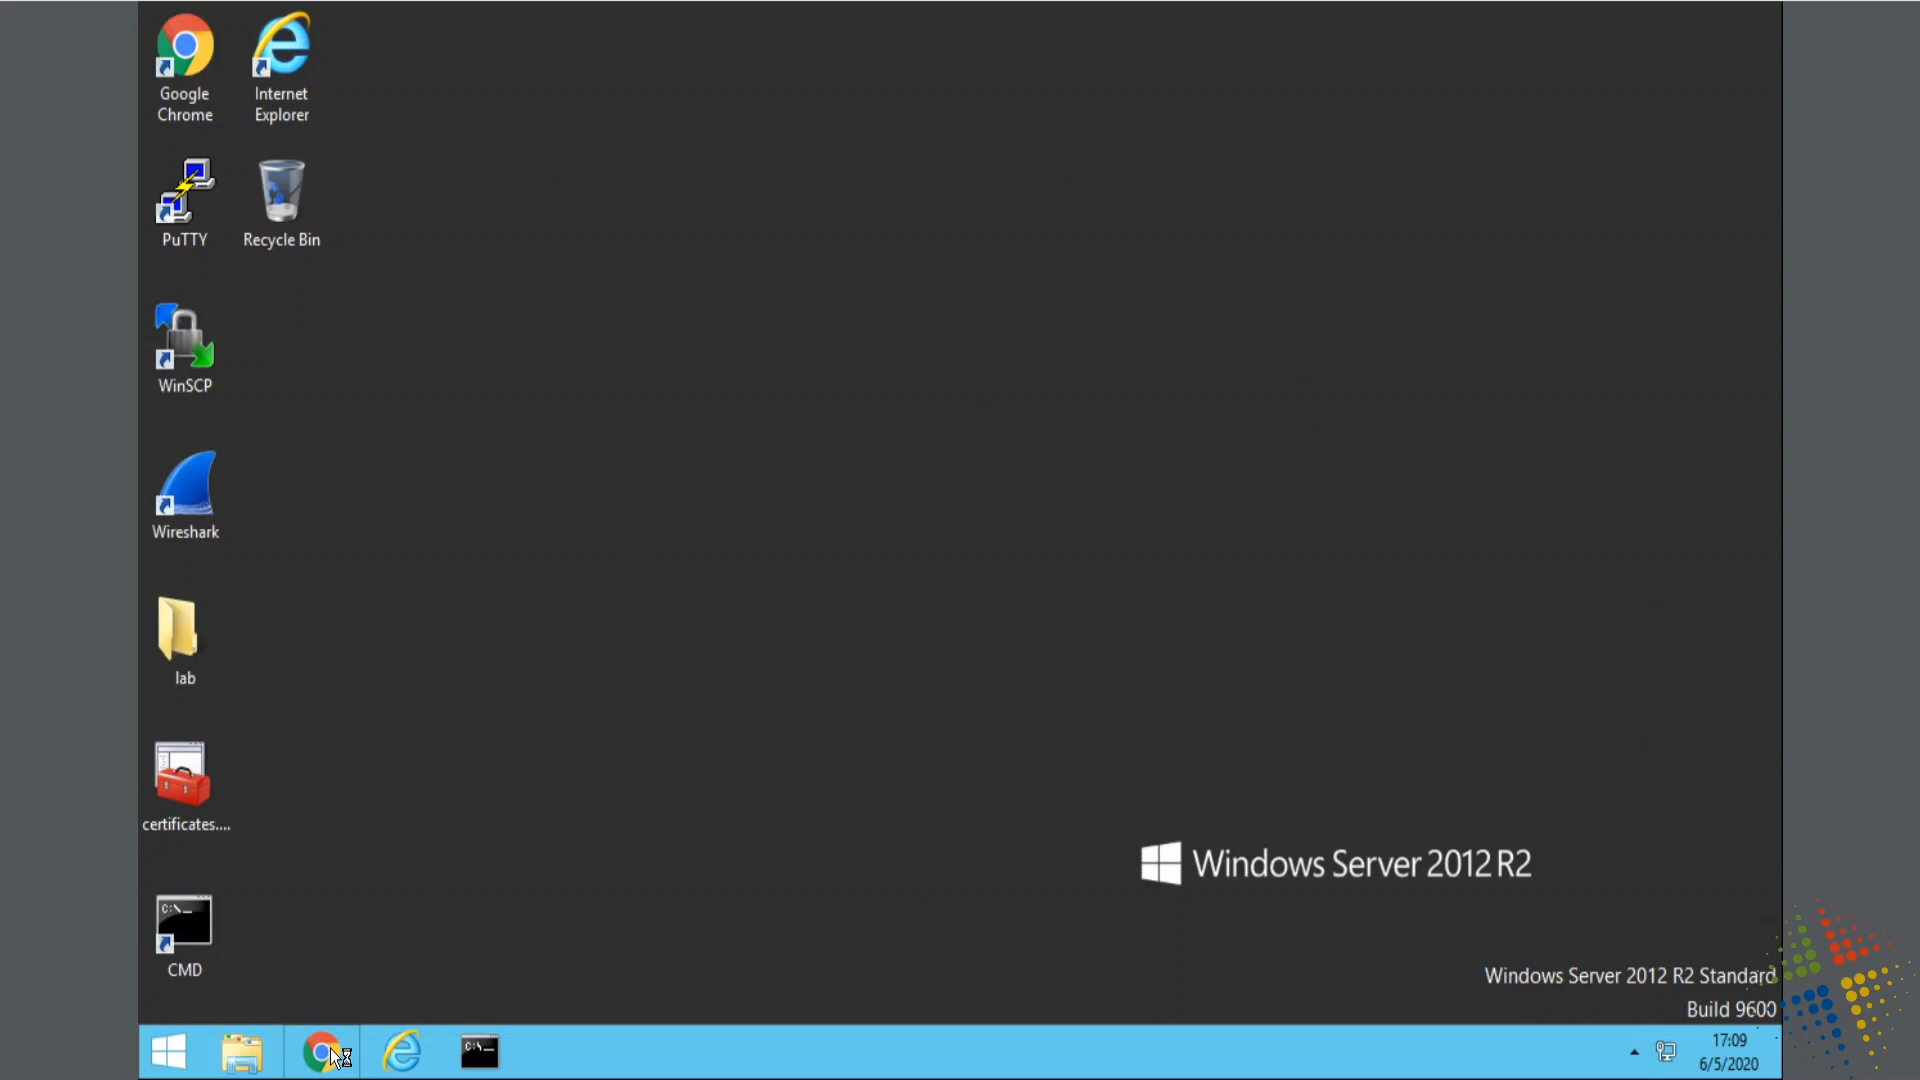 Google
Chrome
Internet
Explorer
PuTTY
Recycle Bin
WinSCP
Wireshark
lab
certificates....
C:\_
CMD
Windows Server 2012 R2
Windows Server 2012 R2 Standard
Build 9600
C:\_
17:09
6/5/2020